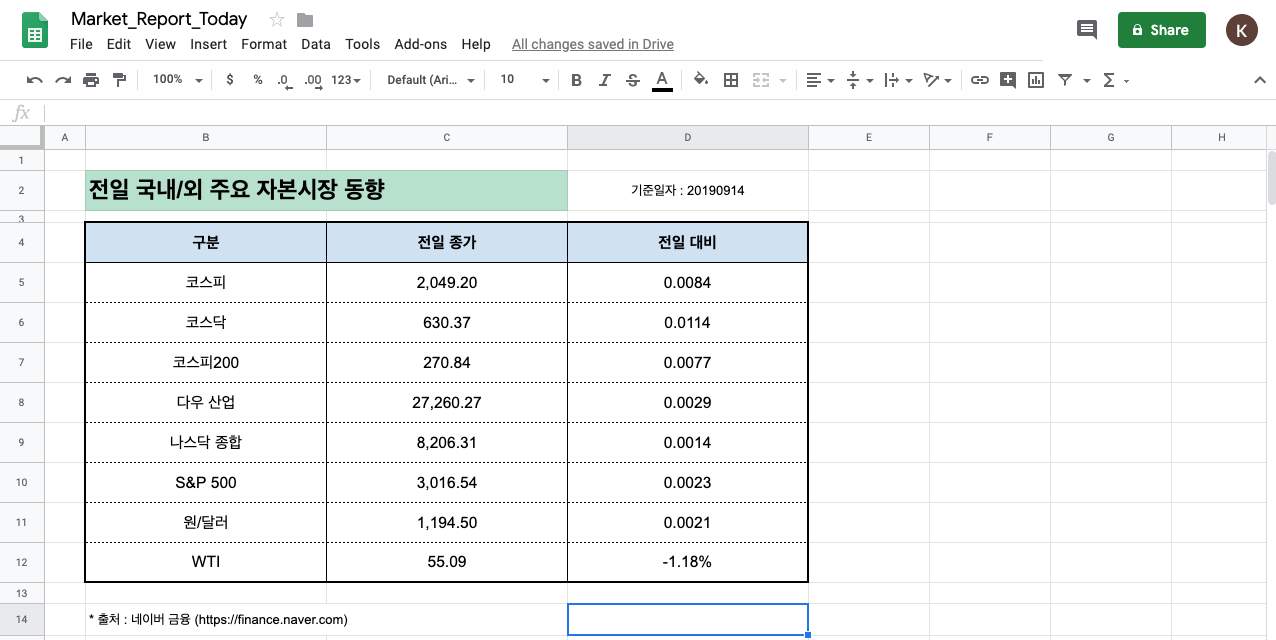 Market_Report_Today
File Edit View Insert Format Data Tools Add-ons Help All changes saved in Drive
Share
K
100% $ % .0 .00 123 Default (Ari... 10 B I S A Σ
fx
A B C D E F G H
1
2 전일 국내/외 주요 자본시장 동향 기준일자 : 20190914
3
4 구분 전일 종가 전일 대비
5 코스피 2,049.20 0.0084
6 코스닥 630.37 0.0114
7 코스피200 270.84 0.0077
8 다우 산업 27,260.27 0.0029
9 나스닥 종합 8,206.31 0.0014
10 S&P 500 3,016.54 0.0023
11 원/달러 1,194.50 0.0021
12 WTI 55.09 -1.18%
13
14 * 출처 : 네이버 금융 (https://finance.naver.com)